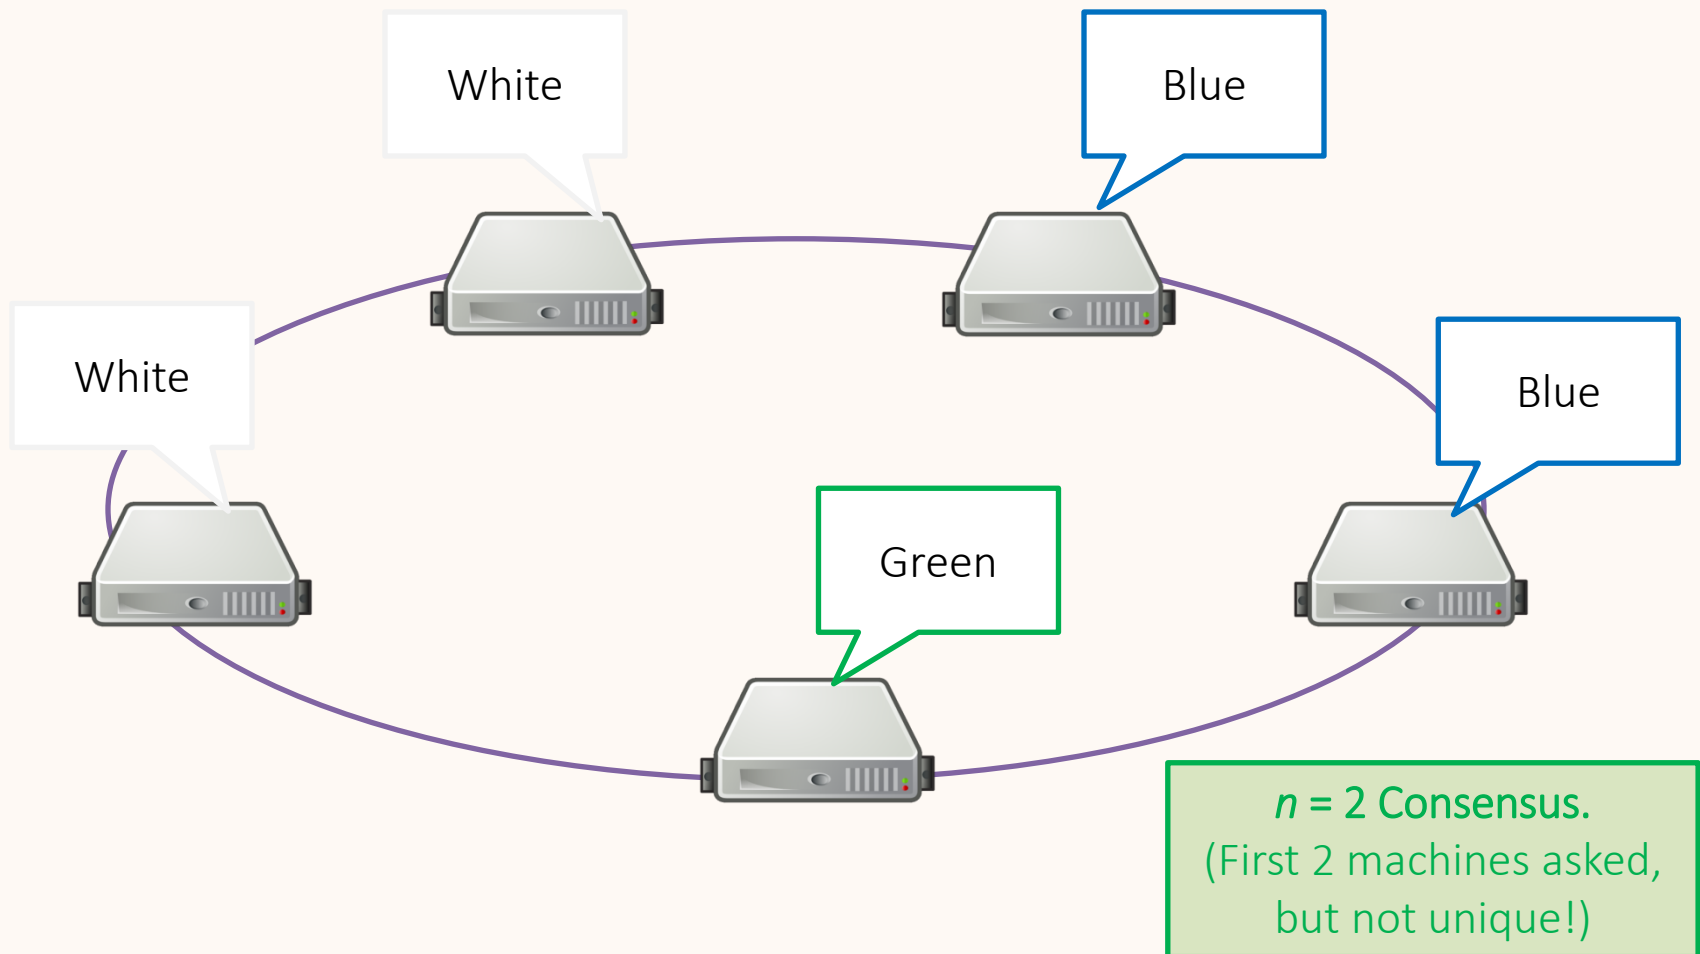 White
Blue
White
Blue
Green
n = 2 Consensus.
(First 2 machines asked,
but not unique!)